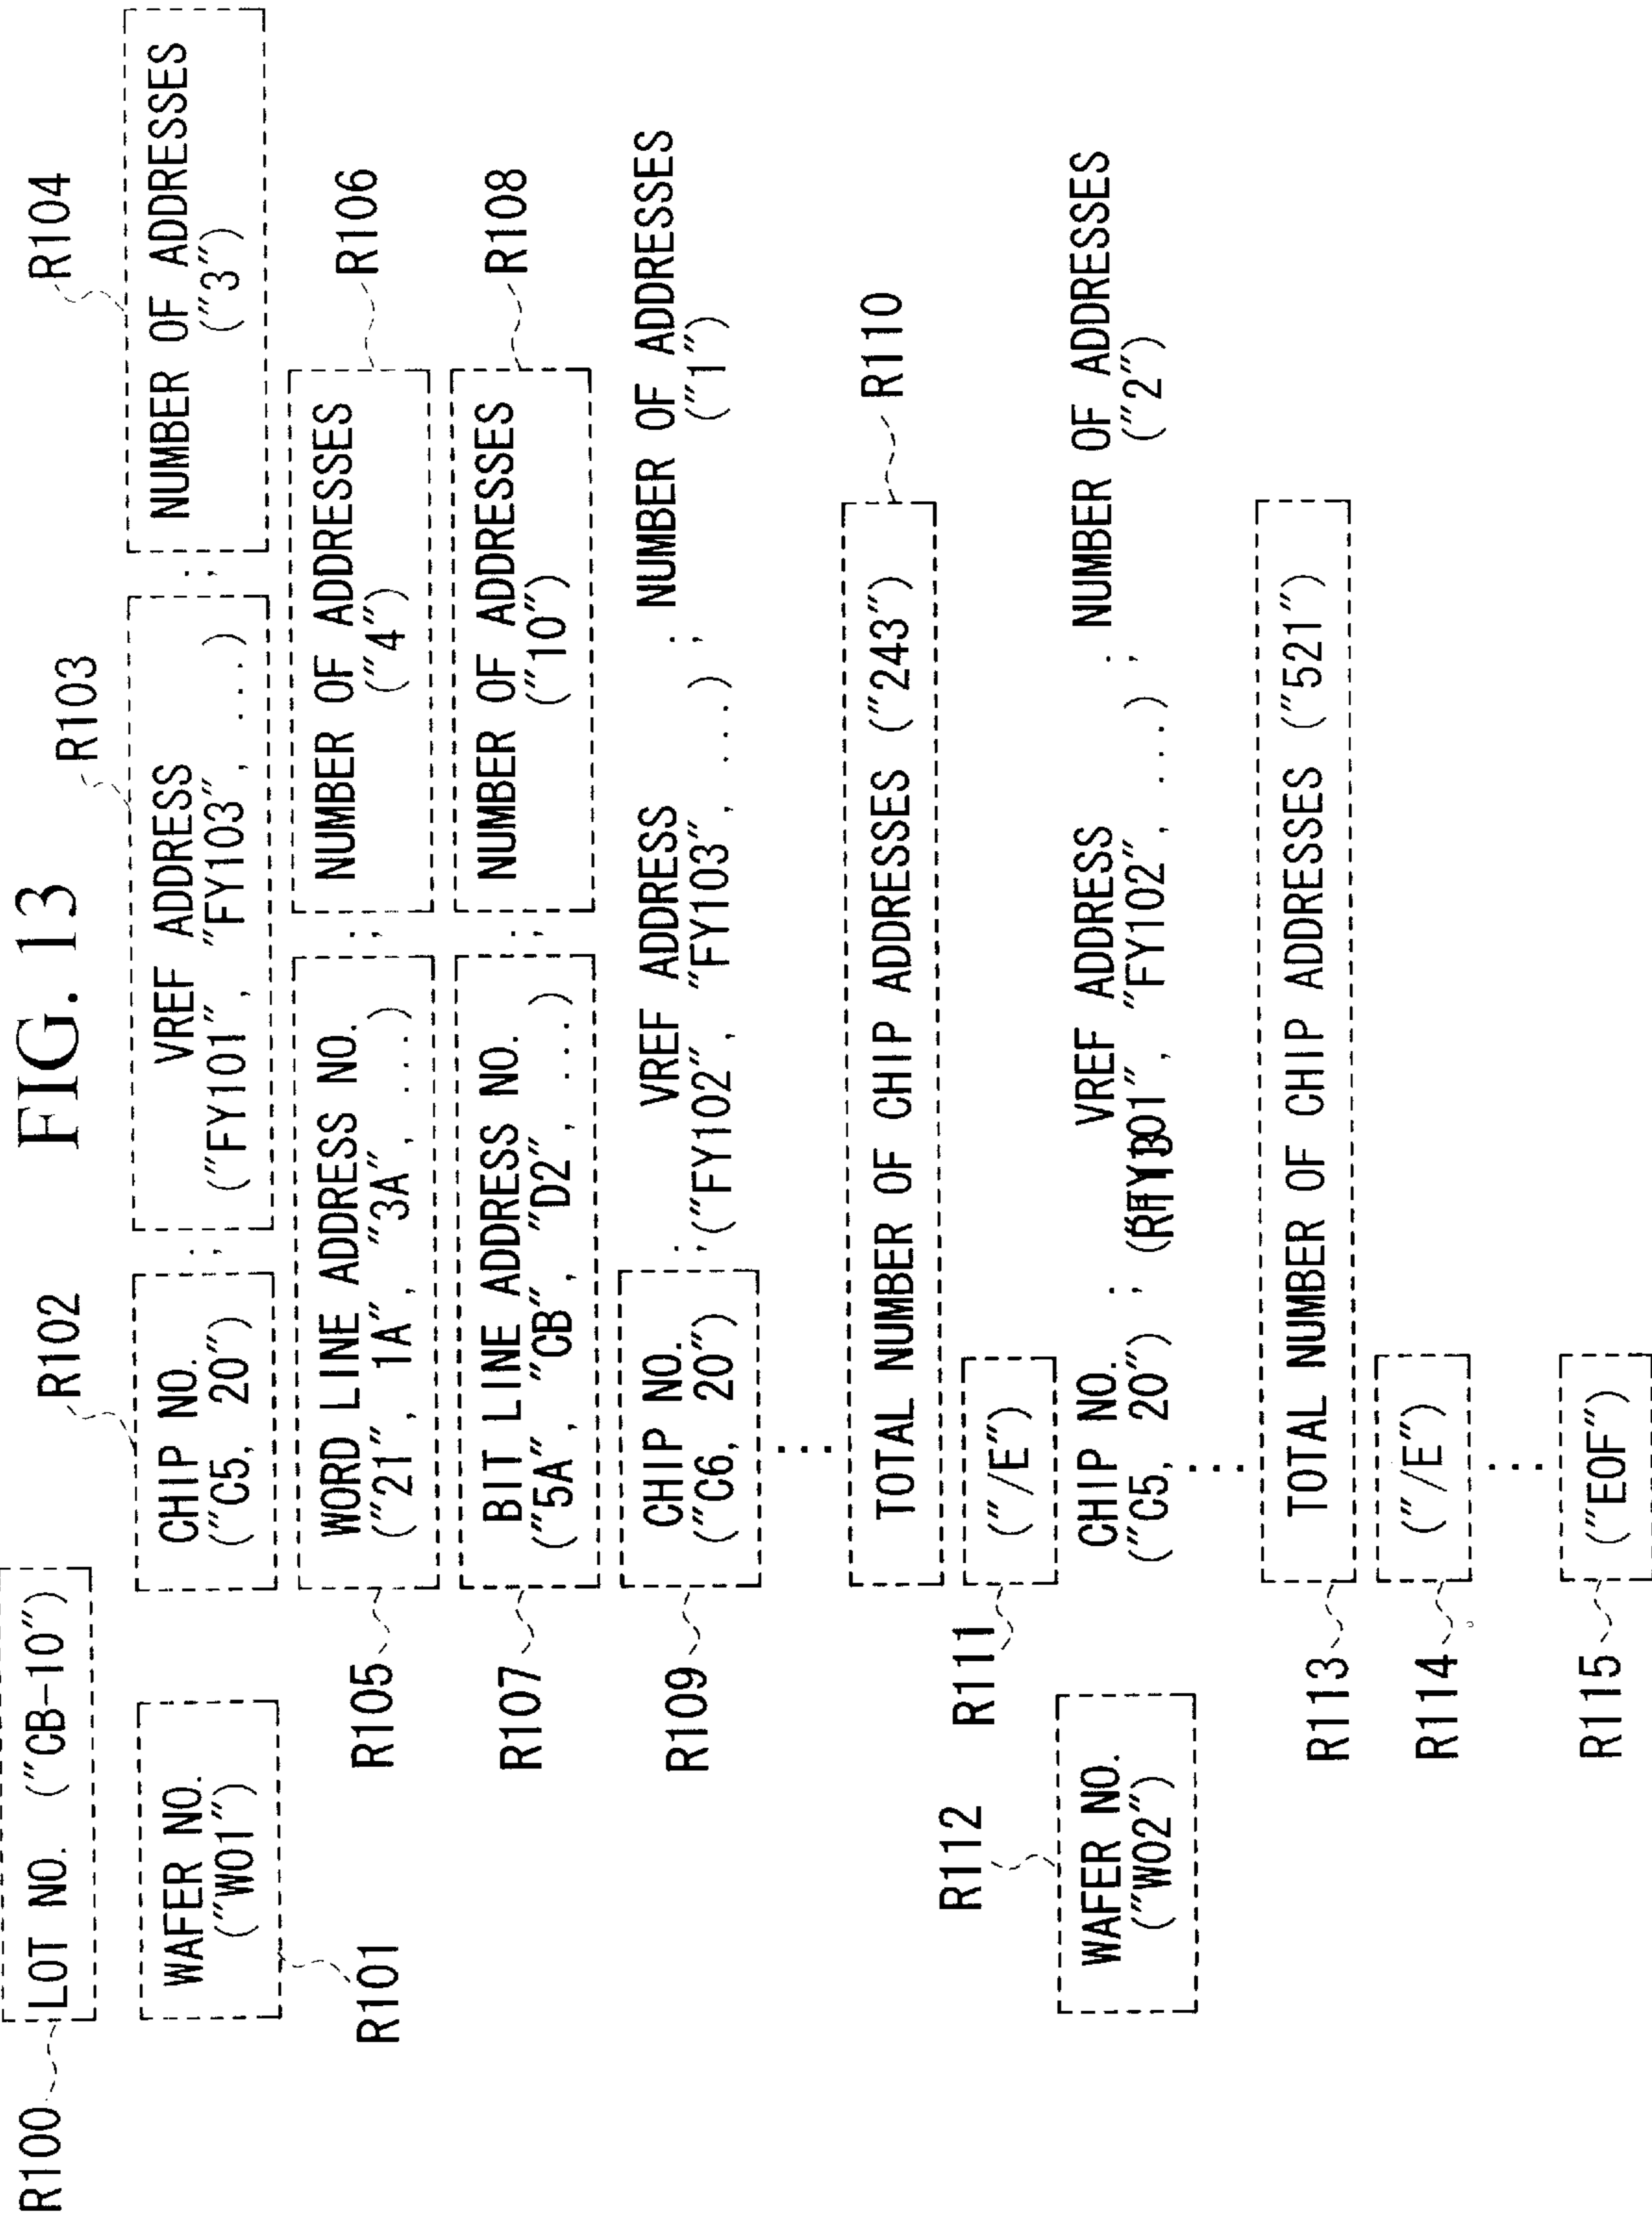 FIG. 13
R100
LOT NO. ("CB-10")
R102
R103
R104
WAFER NO.
("W01")
CHIP NO.
("C5, 20")
;
VREF ADDRESS
("FY101", "FY103", ...)
;
NUMBER OF ADDRESSES
("3")
R101
R105
WORD LINE ADDRESS NO.
("21", 1A", "3A", ...)
;
NUMBER OF ADDRESSES
("4")
R106
R107
BIT LINE ADDRESS NO.
("5A", "CB", "D2", ...)
;
NUMBER OF ADDRESSES
("10")
R108
R109
CHIP NO.
("C6, 20")
;
VREF ADDRESS
("FY102", "FY103", ....)
;
NUMBER OF ADDRESSES
("1")
TOTAL NUMBER OF CHIP ADDRESSES ("243")
R110
R111
("/E")
R112
WAFER NO.
("W02")
CHIP NO.
("C5, 20")
;
VREF ADDRESS
"FY102", ...)
;
NUMBER OF ADDRESSES
("2")
R113
TOTAL NUMBER OF CHIP ADDRESSES ("521")
R114
("/E")
R115
("EOF")